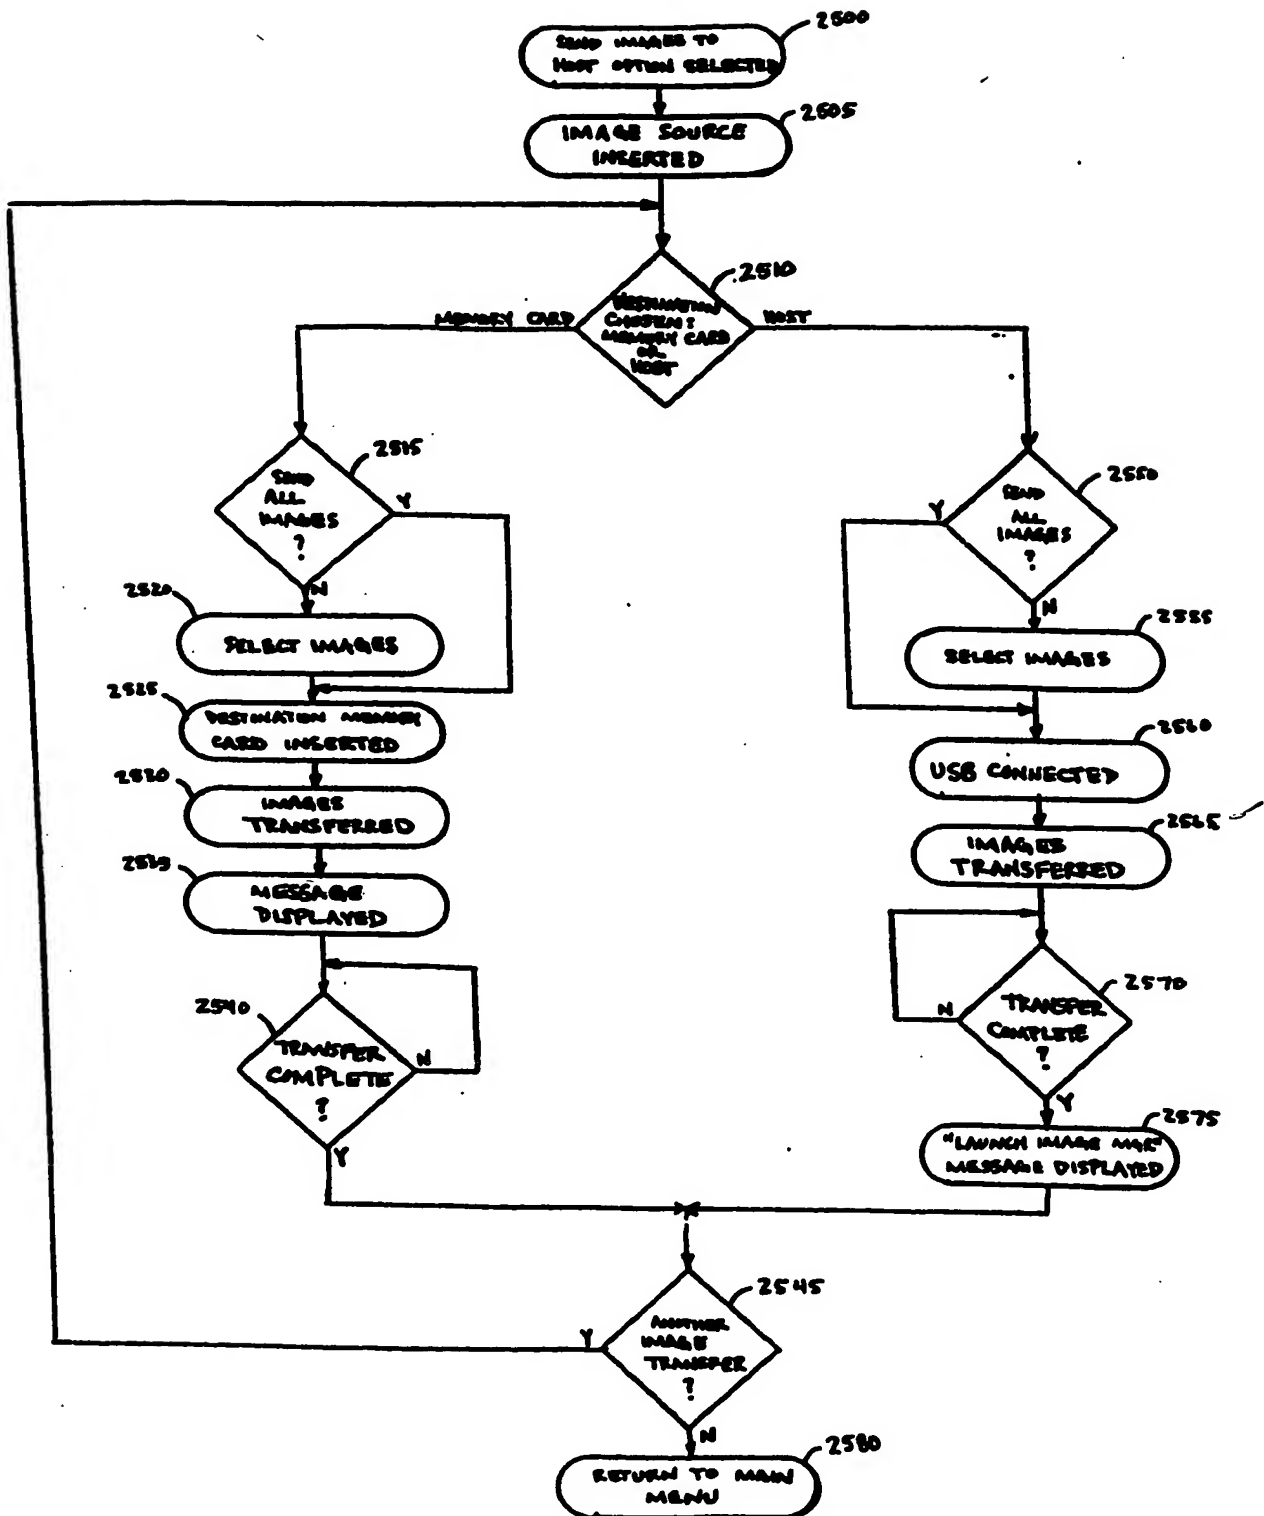 2500
SEND IMAGES TO
HOST OPTION SELECTED
2505
IMAGE SOURCE
INSERTED
2510
DESTINATION
CHOSEN:
MEMORY CARD
OR
HOST
MEMORY CARD
HOST
2515
SEND
ALL
IMAGES
?
Y
N
2520
SELECT IMAGES
2525
DESTINATION MEMORY
CARD INSERTED
2530
IMAGES
TRANSFERRED
2535
MESSAGE
DISPLAYED
2540
TRANSFER
COMPLETE
?
N
Y
2550
SEND
ALL
IMAGES
?
Y
N
2555
SELECT IMAGES
2560
USB CONNECTED
2565
IMAGES
TRANSFERRED
2570
TRANSFER
COMPLETE
?
N
Y
2575
"LAUNCH IMAGE MGR"
MESSAGE DISPLAYED
2545
ANOTHER
IMAGE
TRANSFER
?
Y
N
2580
RETURN TO MAIN
MENU